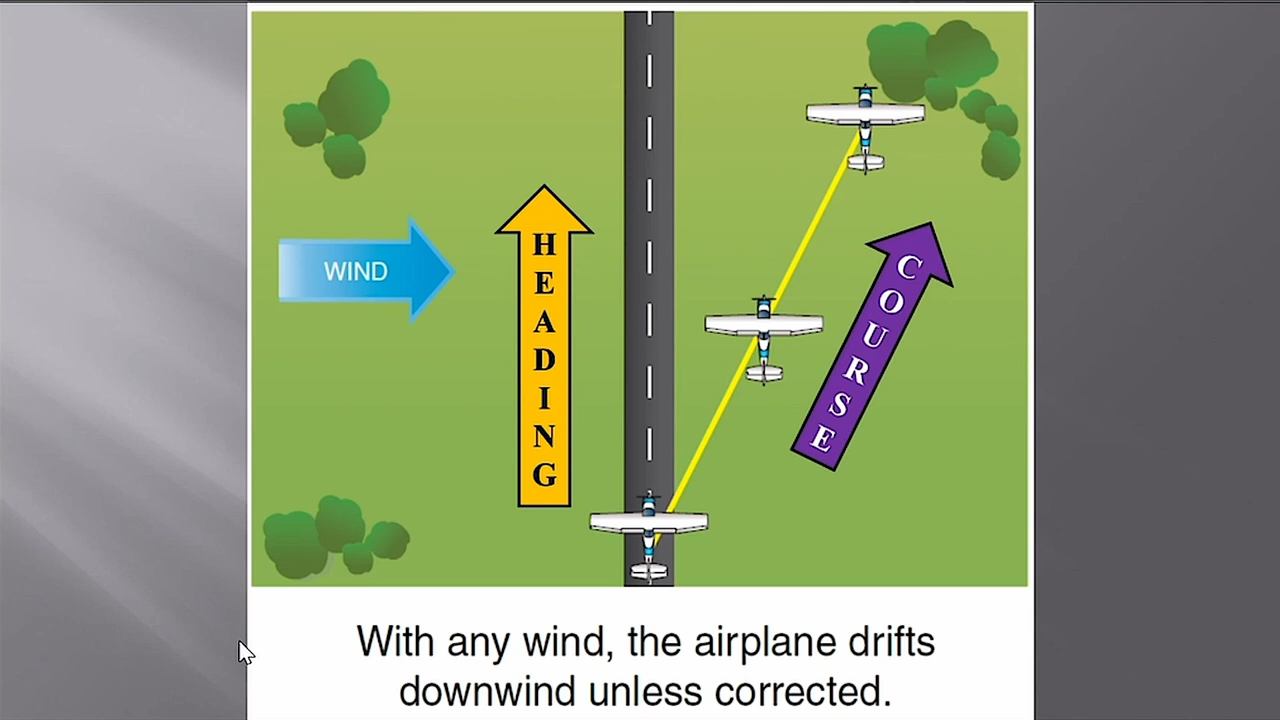 WIND
HEADING
COURSE
With any wind, the airplane drifts
downwind unless corrected.